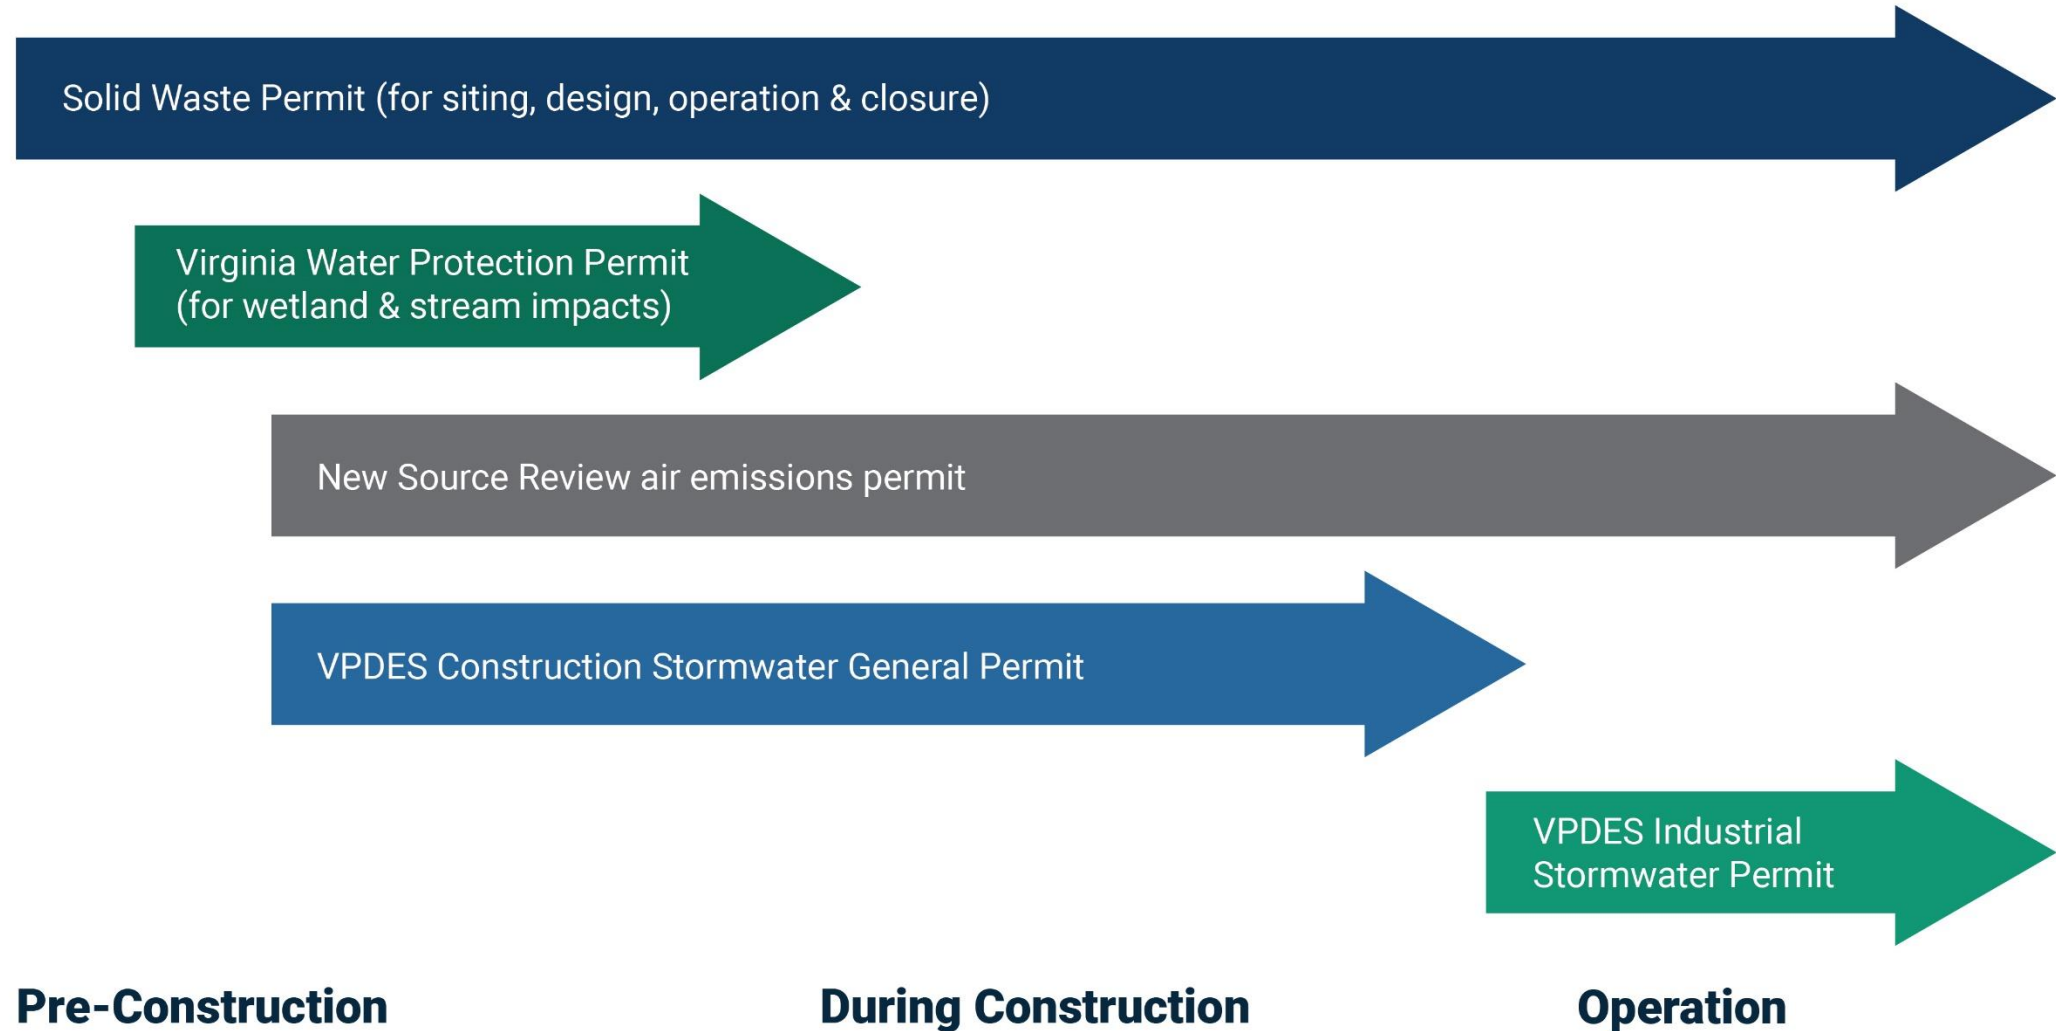 Solid Waste Permit (for siting, design, operation & closure)
Virginia Water Protection Permit
(for wetland & stream impacts)
New Source Review air emissions permit
VPDES Construction Stormwater General Permit
VPDES Industrial
Stormwater Permit
Pre-Construction
During Construction
Operation